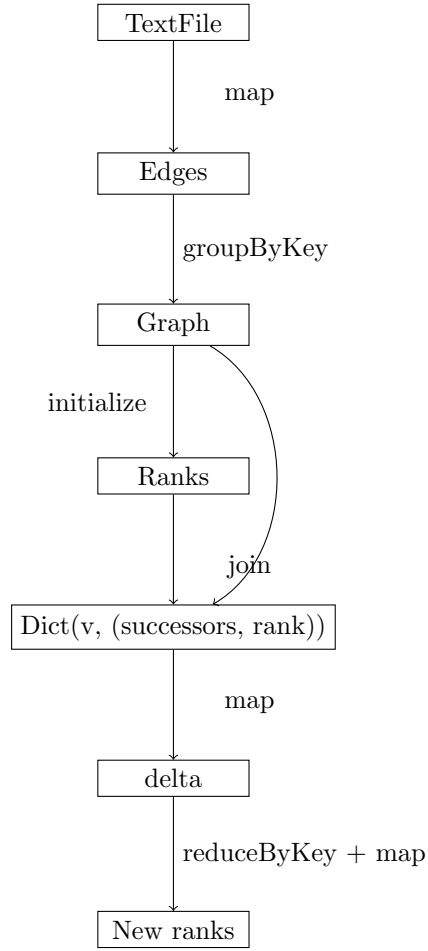 TextFile
map
Edges
groupByKey
Graph
initialize
Ranks
join
Dict(v, (successors, rank))
map
delta
reduceByKey + map
New ranks